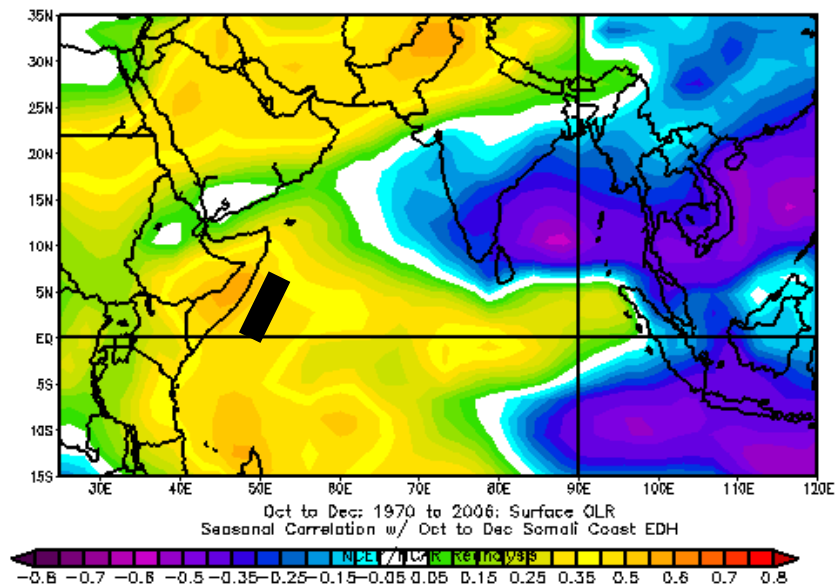 35N
30N
25N
20N
15N
10N
5N
EQ
5S
10S
15S
30E 40E 50E 60E 70E 80E 90E 100E 110E 120E
Oct to Dec: 1970 to 2006: Surface OLR
Seasonal Correlation w/ Oct to Dec Somali Coast EDH
NCEP/NCAR Reanalysis
-0.8 -0.7 -0.6 -0.5 -0.35 -0.25 -0.15 -0.05 0.05 0.15 0.25 0.35 0.5 0.6 0.7 0.8